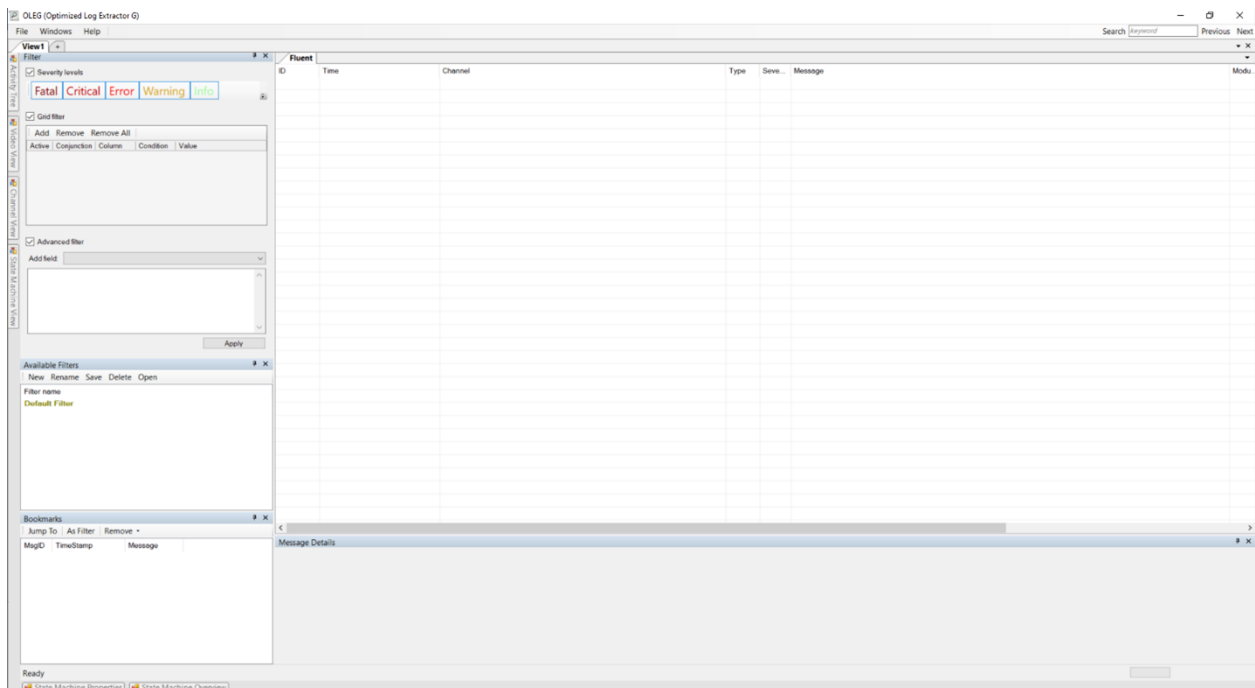 OLEG (Optimized Log Extractor G)
File Windows Help Search keyword Previous Next
View1 +
Activity Tree
Video View
Channel View
State Machine View
Filter
Severity levels
Fatal Critical Error Warning Info
Grid filter
Add Remove Remove All
Active Conjunction Column Condition Value
Advanced filter
Add field
Apply
Available Filters
New Rename Save Delete Open
Filter name
Default Filter
Bookmarks
Jump To As Filter Remove
MsgID TimeStamp Message
Fluent
ID Time Channel Type Seve... Message Modu...
Message Details
Ready
State Machine Properties State Machine Overview